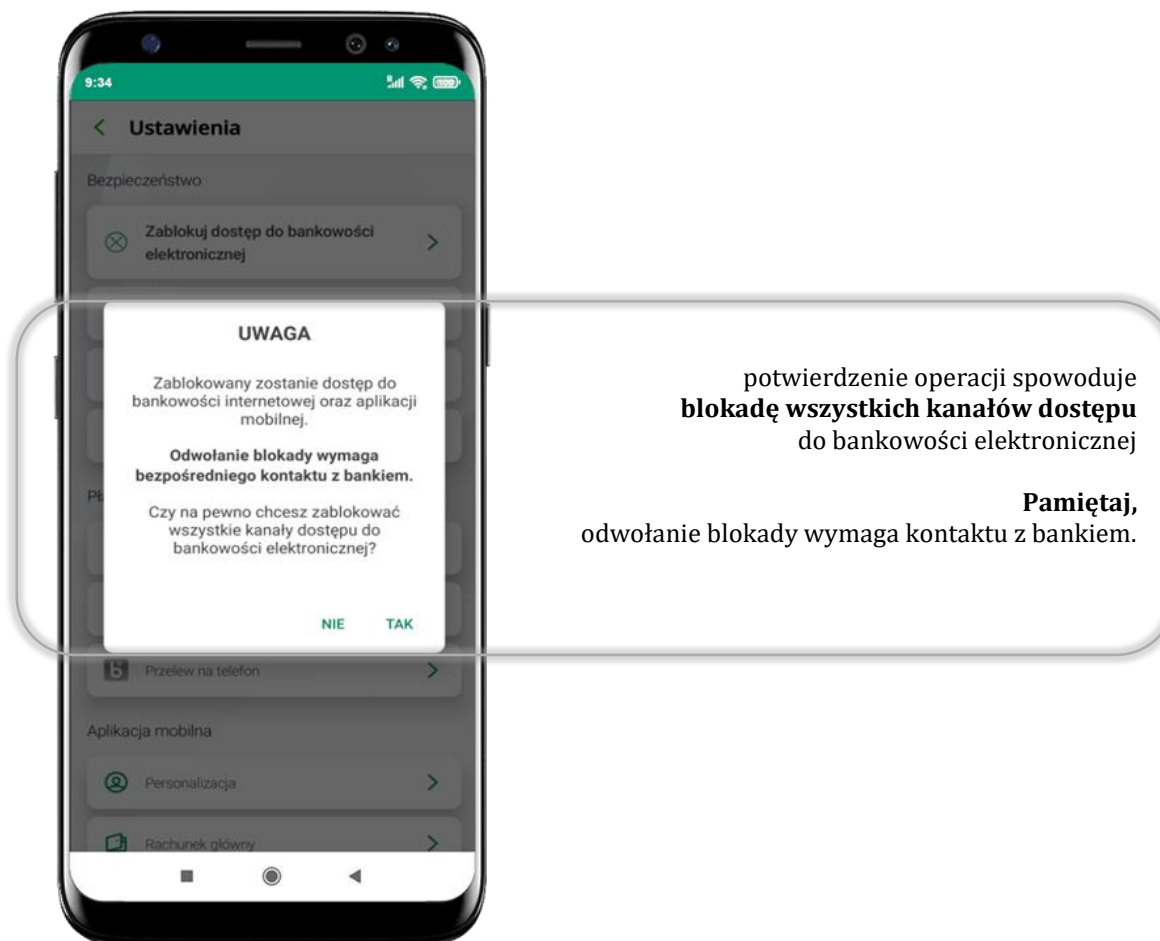 9:34
Ustawienia
Bezpieczeństwo
Zablokuj dostęp do bankowości
elektronicznej
UWAGA
Zablokowany zostanie dostęp do
bankowości internetowej oraz aplikacji
mobilnej.
Odwołanie blokady wymaga
bezpośredniego kontaktu z bankiem.
Czy na pewno chcesz zablokować
wszystkie kanały dostępu do
bankowości elektronicznej?
NIE TAK
Przelew na telefon
Aplikacja mobilna
Personalizacja
Rachunek główny
potwierdzenie operacji spowoduje
blokadę wszystkich kanałów dostępu
do bankowości elektronicznej
Pamiętaj,
odwołanie blokady wymaga kontaktu z bankiem.